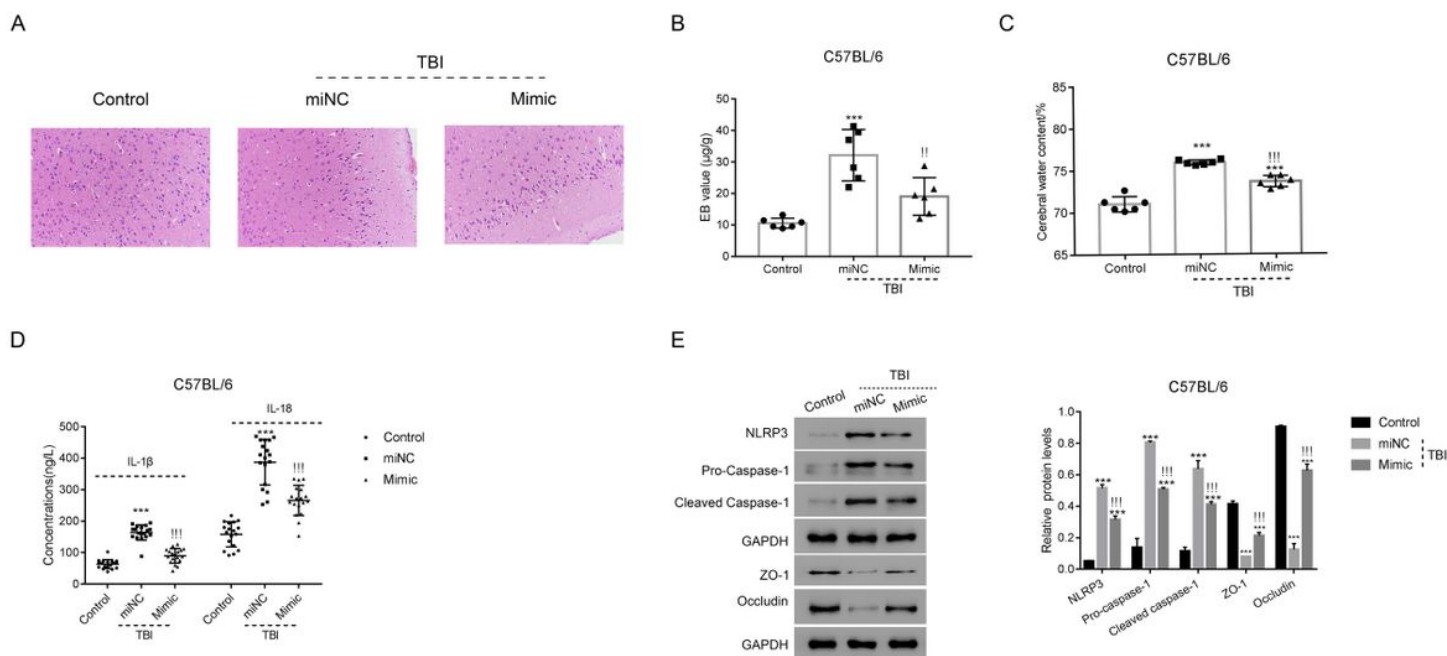 A
TBI
Control
miNC
Mimic
B
C57BL/6
EB value (μg/g)
50
40
30
20
10
0
***
!!
Control
miNC
Mimic
TBI
C
C57BL/6
Cerebral water content/%
85
80
75
70
65
***
!!!
***
Control
miNC
Mimic
TBI
D
C57BL/6
Concentrations(ng/L)
500
400
300
200
100
0
IL-1β
***
!!!
IL-18
***
!!!
Control
miNC
Mimic
Control
miNC
Mimic
TBI
Control
miNC
Mimic
TBI
E
TBI
Control
miNC
Mimic
NLRP3
Pro-Caspase-1
Cleaved Caspase-1
GAPDH
ZO-1
Occludin
GAPDH
C57BL/6
Relative protein levels
1.0
0.8
0.6
0.4
0.2
0.0
***
!!!
***
***
!!!
***
***
!!!
***
***
!!!
***
***
!!!
***
NLRP3
Pro-caspase-1
Cleaved caspase-1
ZO-1
Occludin
Control
miNC
Mimic
TBI